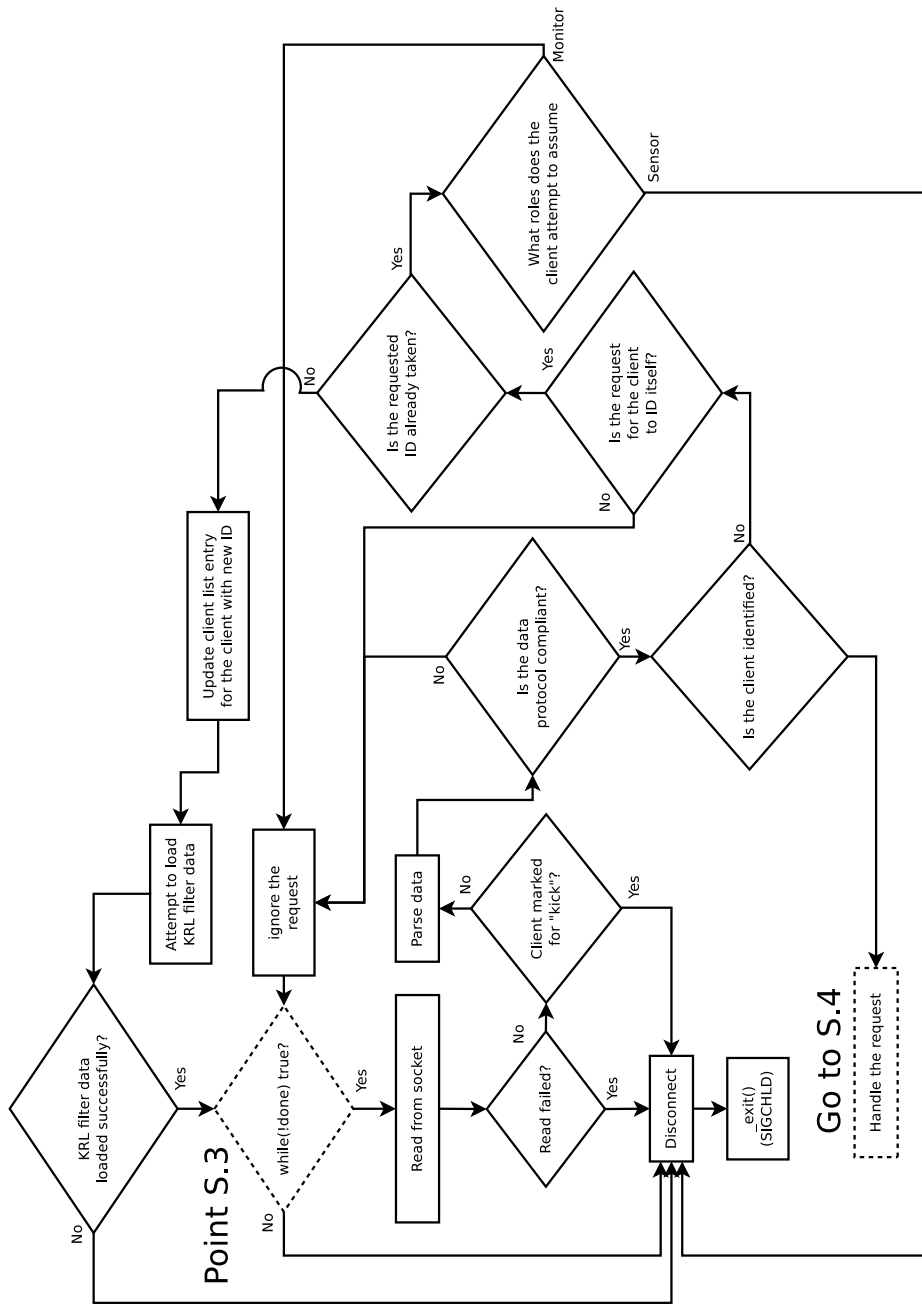 KRL filter data
loaded successfully?
No
Yes
Point S.3
while(!done) true?
No
Yes
Read from socket
Read failed?
No
Yes
Disconnect
_exit()
(SIGCHLD)
Go to S.4
Handle the request
Attempt to load
KRL filter data
ignore the
request
Parse data
No
Client marked
for "kick"?
Yes
Update client list entry
for the client with new ID
No
Is the data
protocol compliant?
Yes
Is the client identified?
No
No
Is the requested
ID already taken?
Yes
Yes
Is the request
for the client
to ID itself?
No
Monitor
What roles does the
client attempt to assume
Sensor